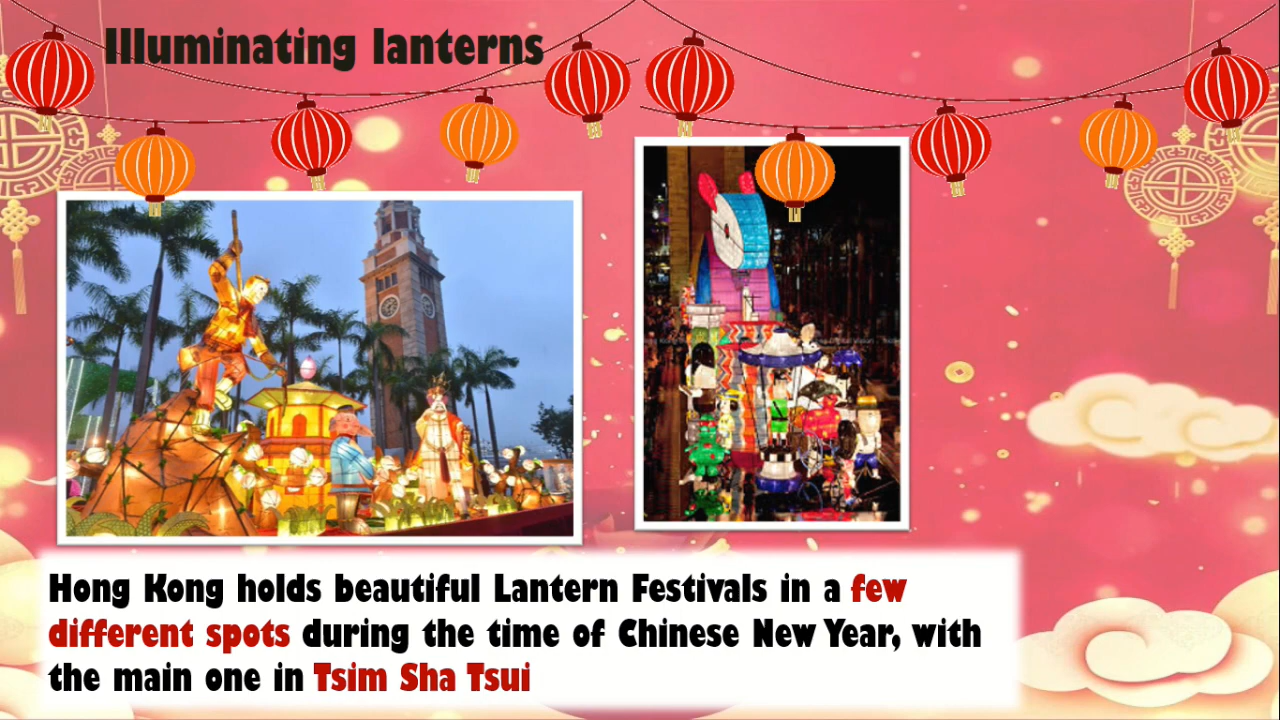 Illuminating lanterns
Hong Kong holds beautiful Lantern Festivals in a few
different spots during the time of Chinese New Year, with
the main one in Tsim Sha Tsui